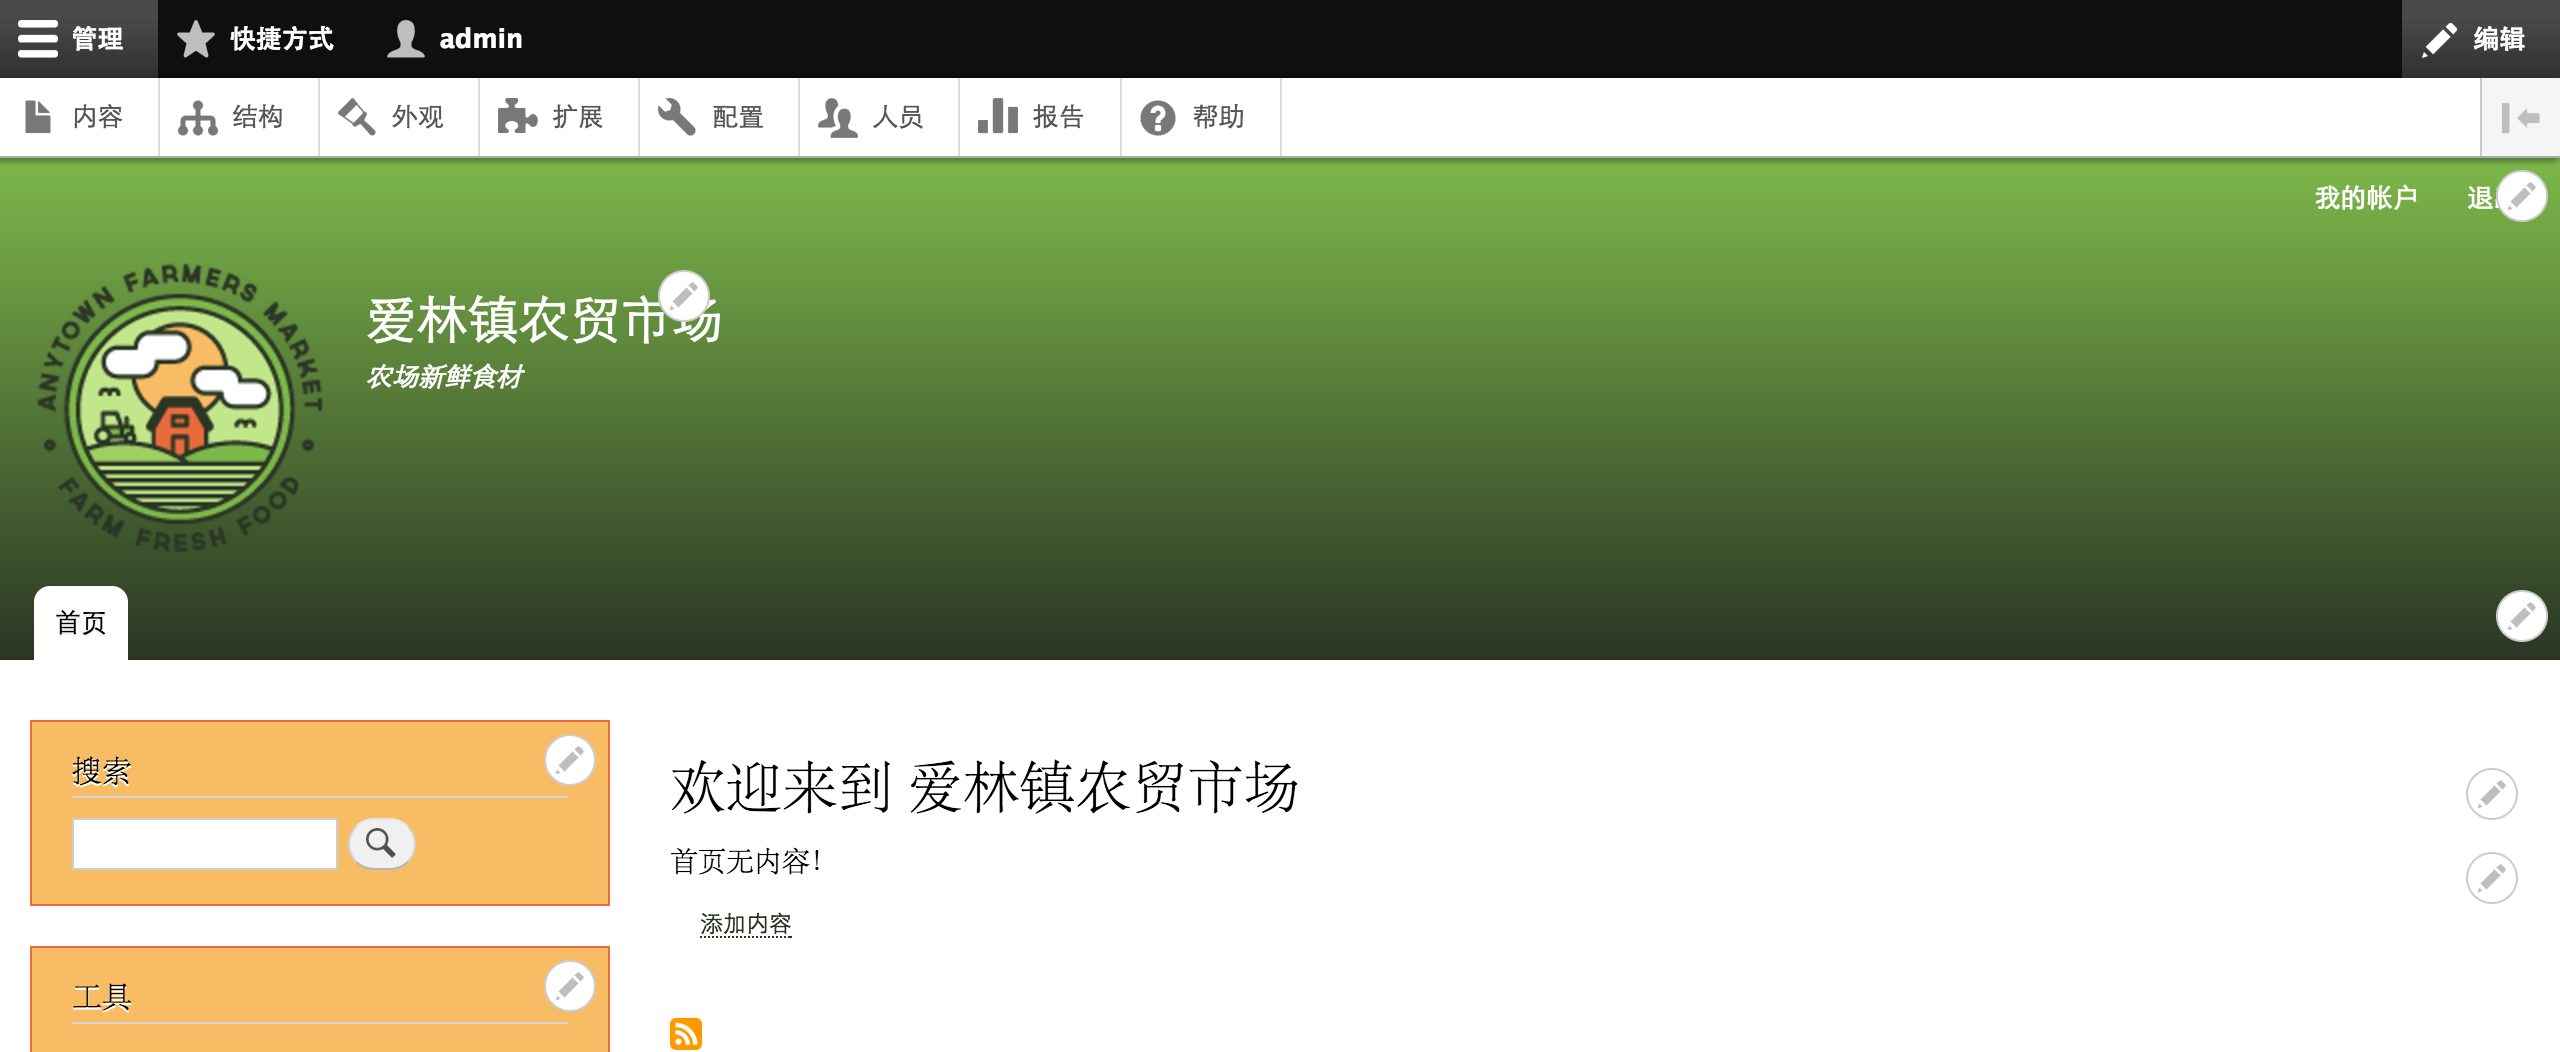 管理 快捷方式 admin 编辑
内容 结构 外观 扩展 配置 人员 报告 帮助
我的帐户 退
ANYTOWN FARMERS MARKET
FARM FRESH FOOD
爱林镇农贸市场
农场新鲜食材
首页
搜索
欢迎来到 爱林镇农贸市场
首页无内容！
添加内容
工具